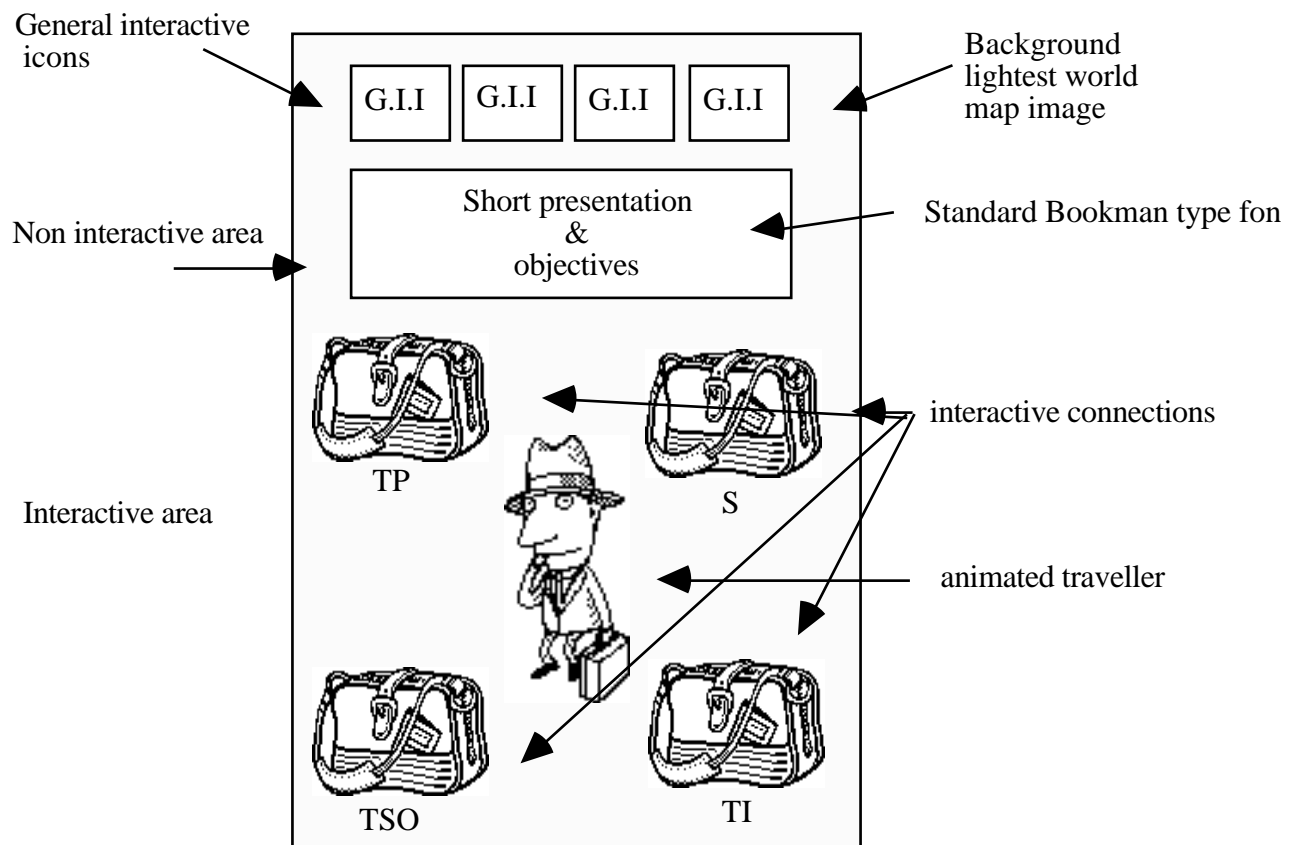 General interactive
icons
Background
lightest world
map image
G.I.I
G.I.I
G.I.I
G.I.I
Short presentation
&
objectives
Standard Bookman type fon
Non interactive area
interactive connections
TP
S
Interactive area
animated traveller
TSO
TI